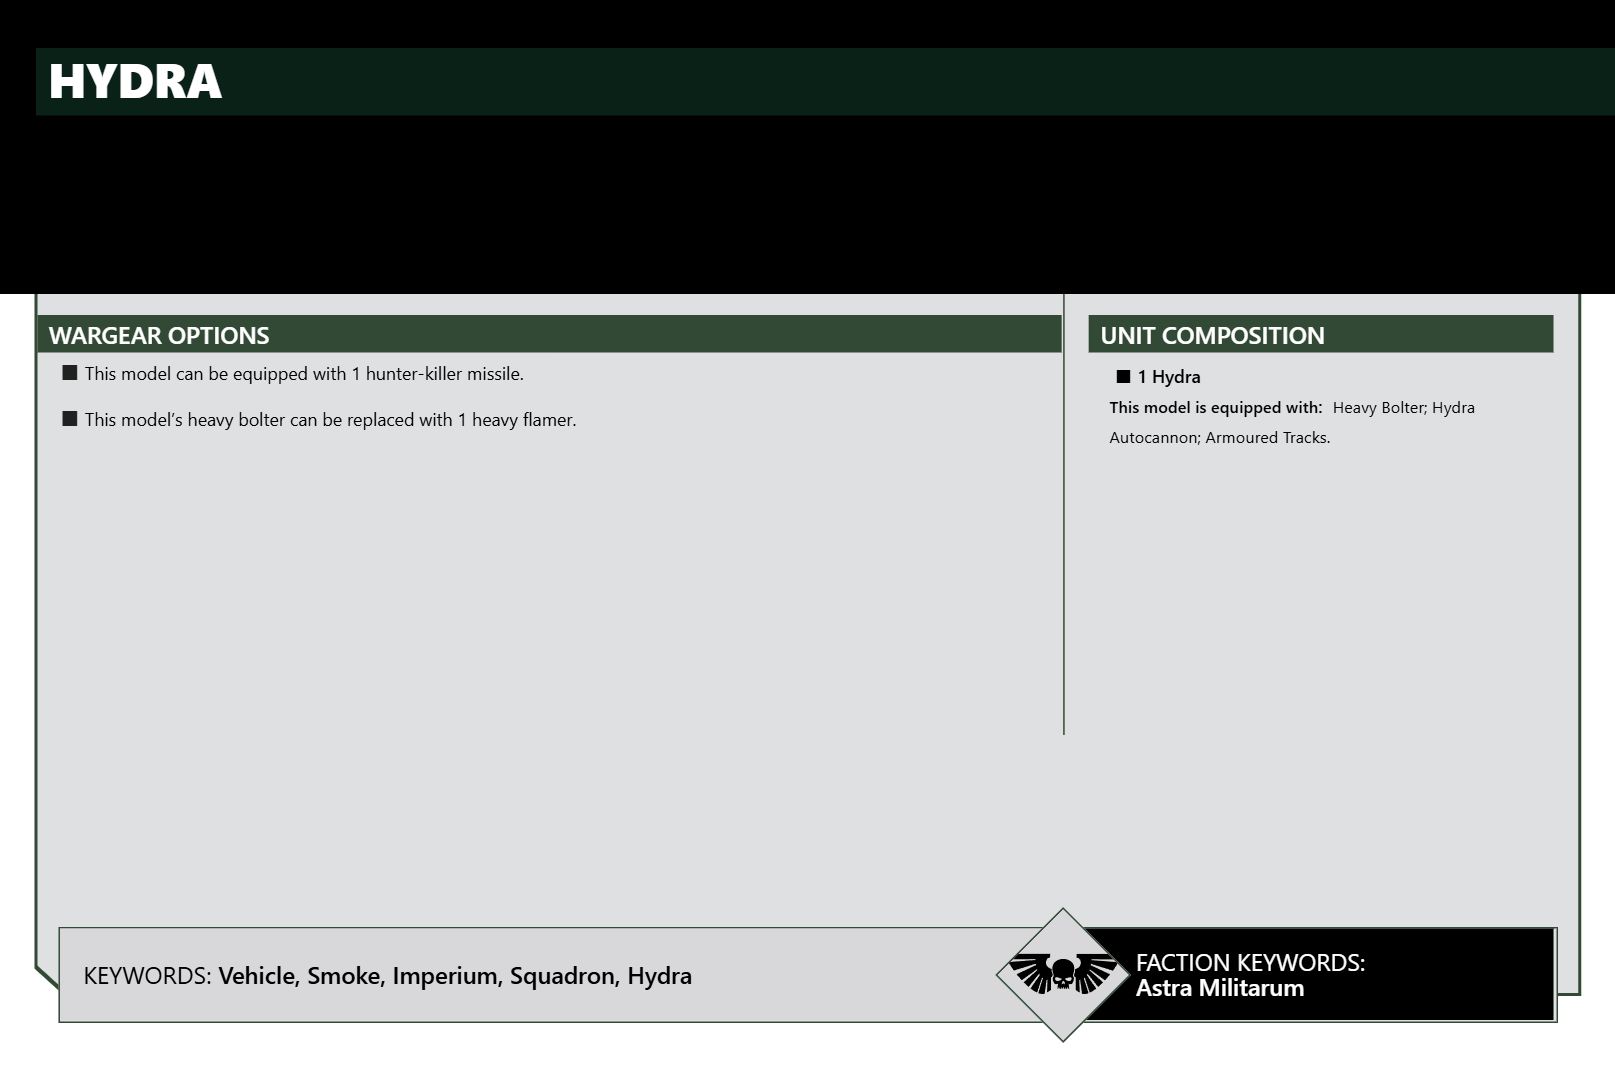 HYDRA
WARGEAR OPTIONS
■ This model can be equipped with 1 hunter-killer missile.
■ This model’s heavy bolter can be replaced with 1 heavy flamer.
UNIT COMPOSITION
■ 1 Hydra
This model is equipped with: Heavy Bolter; Hydra
Autocannon; Armoured Tracks.
KEYWORDS: Vehicle, Smoke, Imperium, Squadron, Hydra
FACTION KEYWORDS:
Astra Militarum